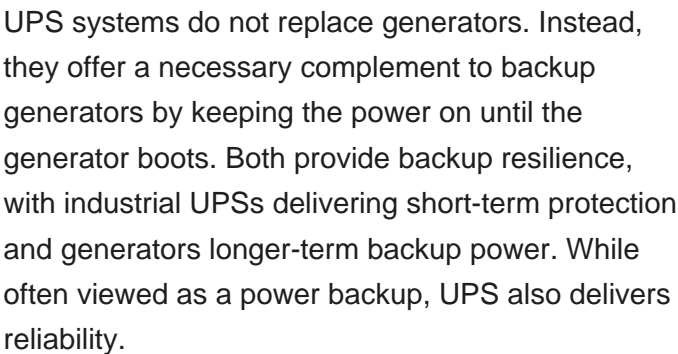 UPS systems do not replace generators. Instead,
they offer a necessary complement to backup
generators by keeping the power on until the
generator boots. Both provide backup resilience,
with industrial UPSs delivering short-term protection
and generators longer-term backup power. While
often viewed as a power backup, UPS also delivers
reliability.